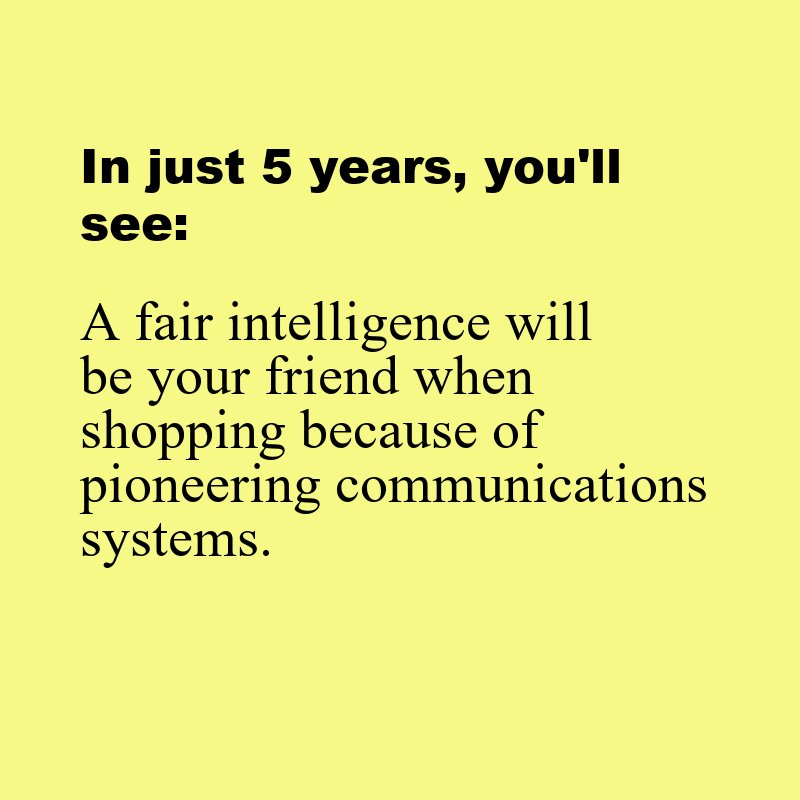 In just 5 years, you'll
see:
A fair intelligence will
be your friend when
shopping because of
pioneering communications
systems.